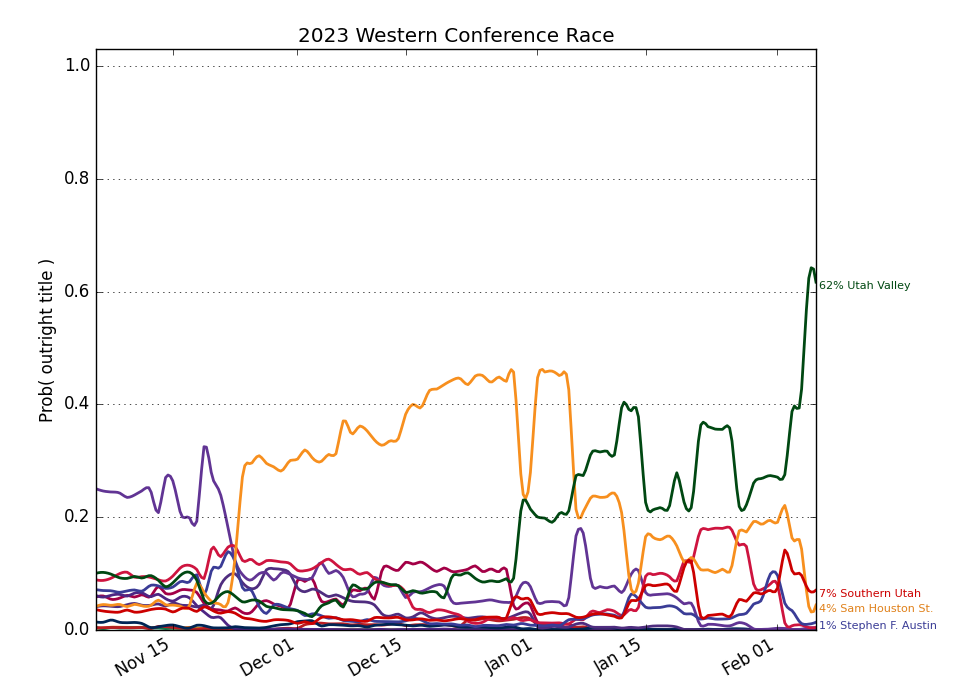 2023 Western Conference Race
1.0
0.8
0.6
0.4
0.2
0.0
Prob( outright title )
62% Utah Valley
7% Southern Utah
4% Sam Houston St.
1% Stephen F. Austin
Nov 15
Dec 01
Dec 15
Jan 01
Jan 15
Feb 01